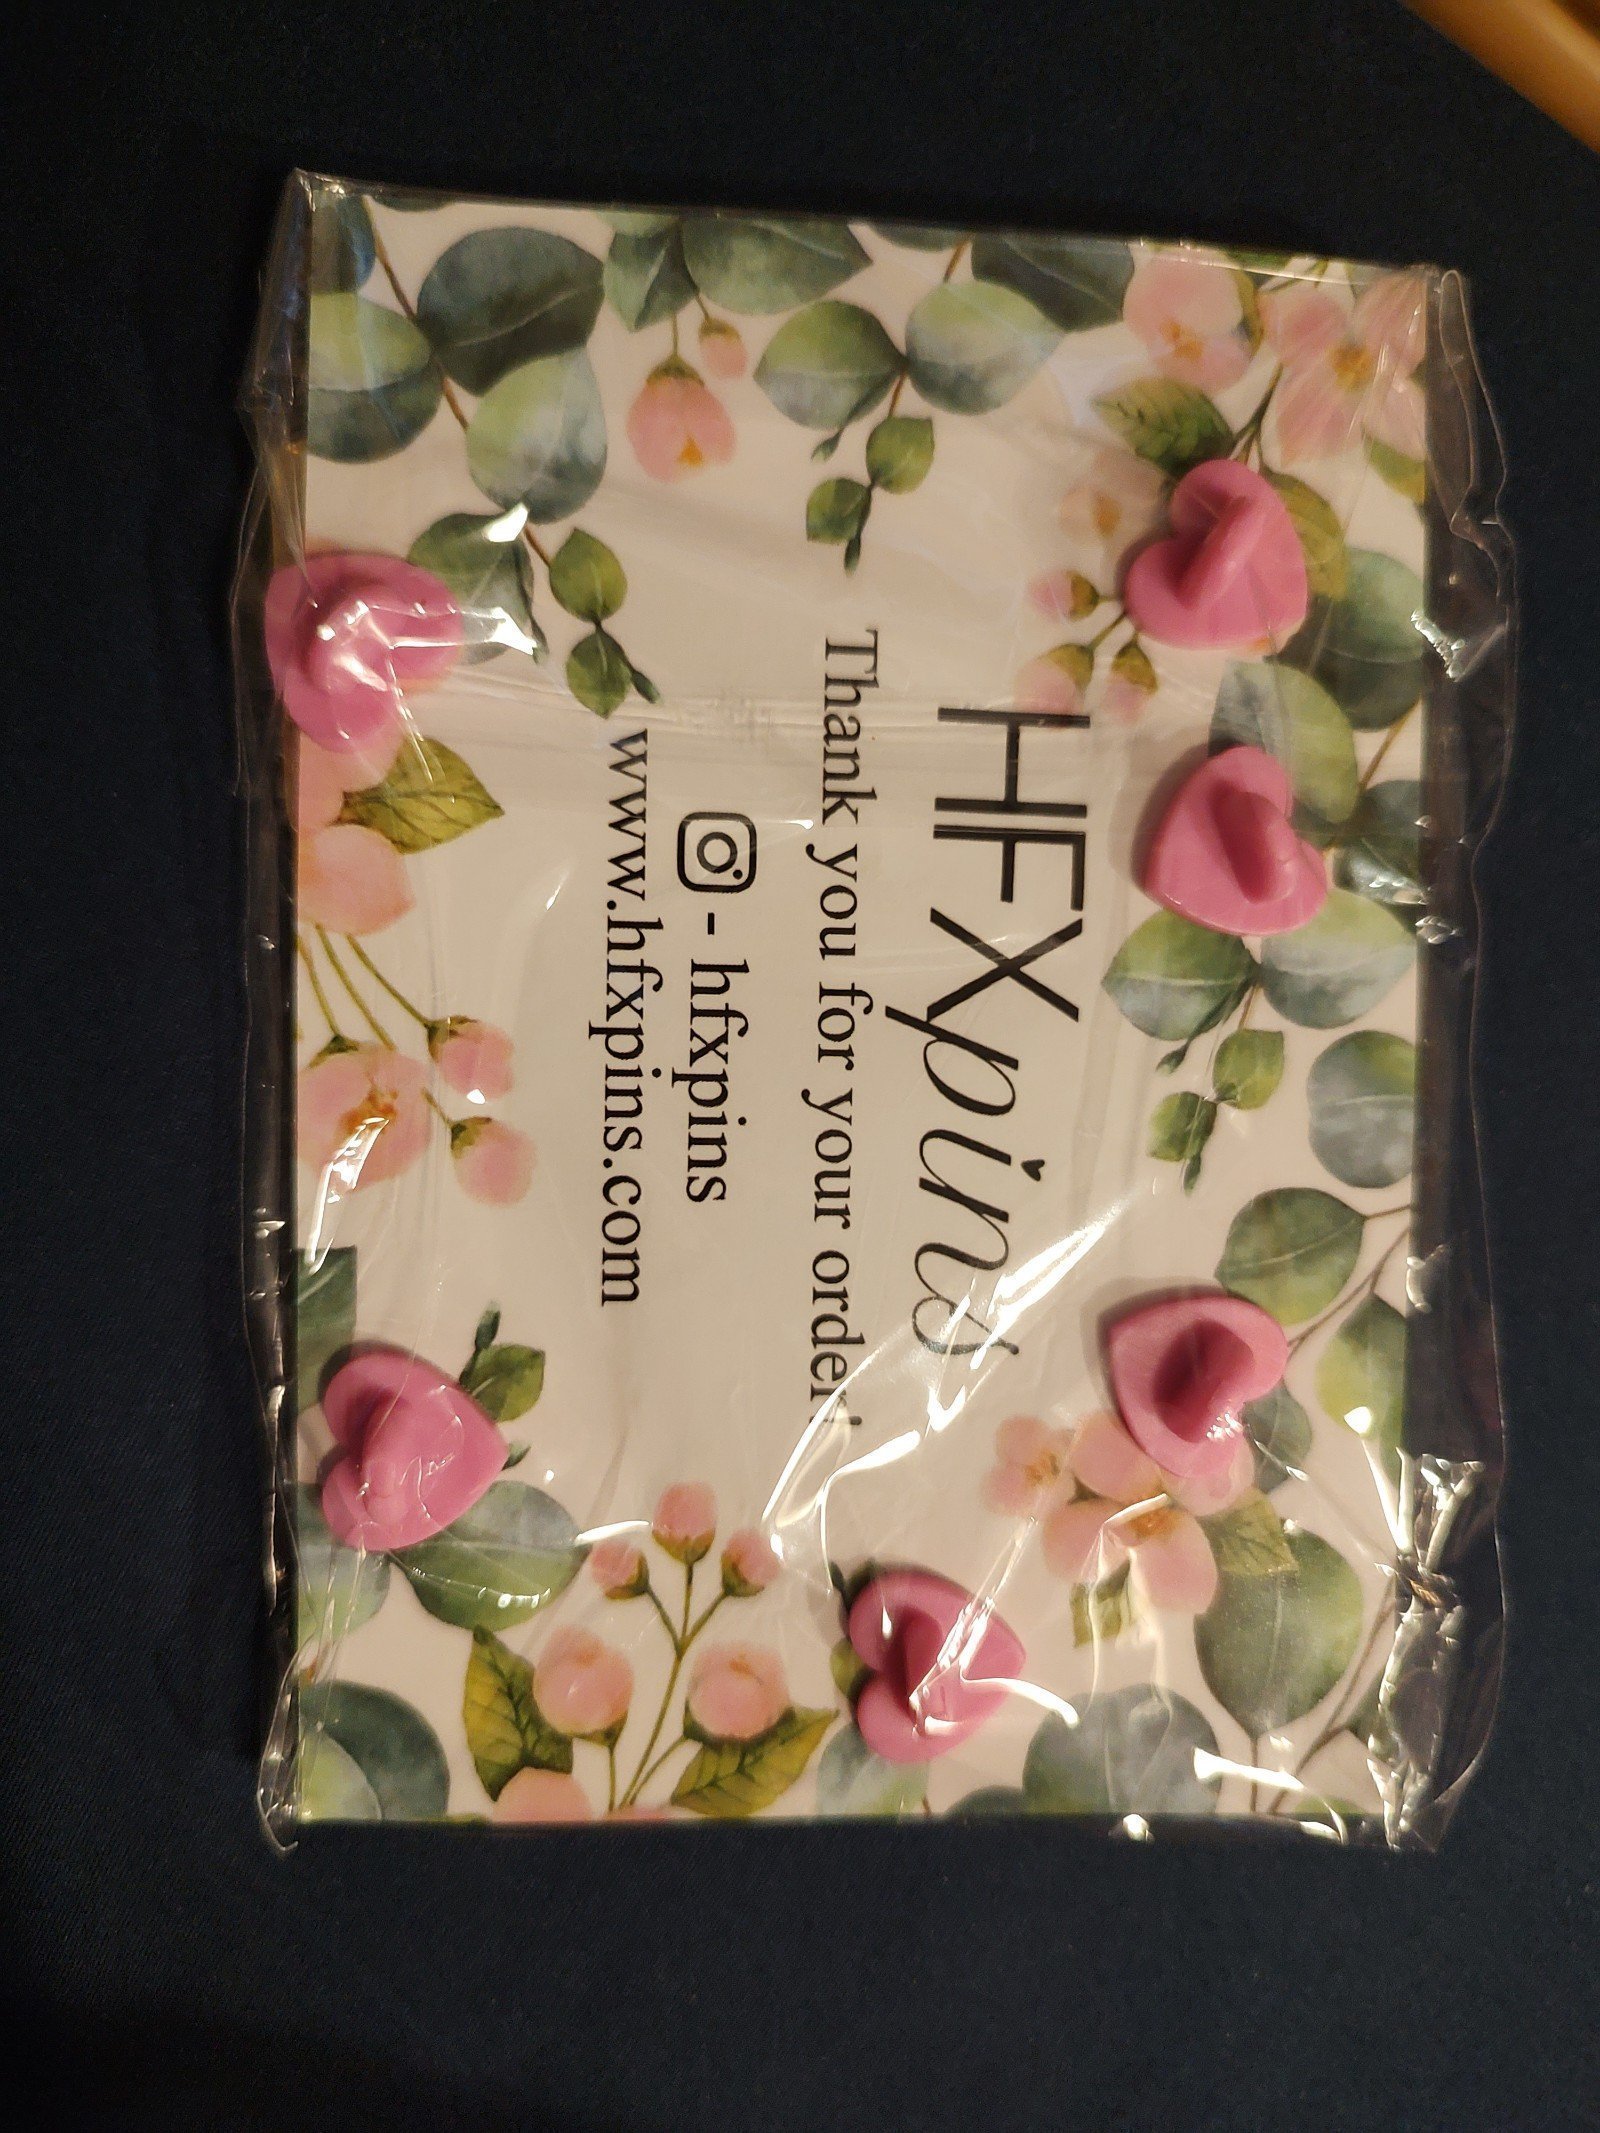 HFXpins
Thank you for your order!
- hfxpins
www.hfxpins.com